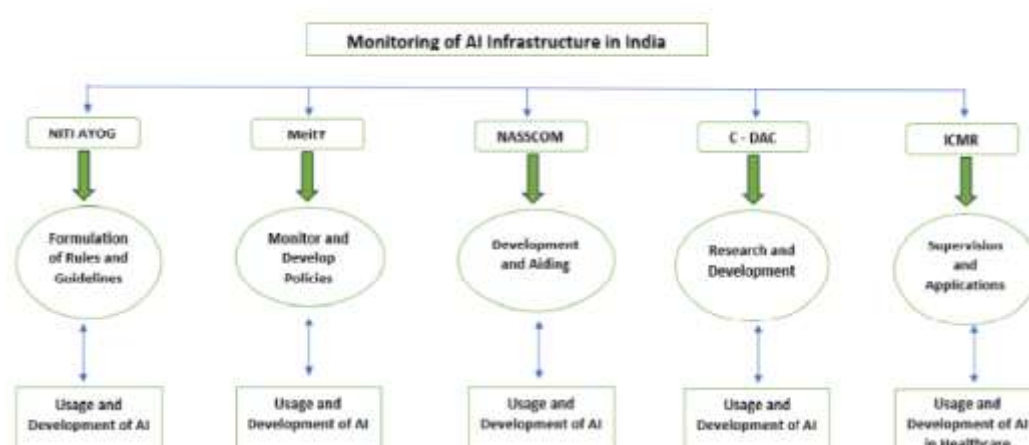 Monitoring of AI Infrastructure in India
NITI AYOG
MeitY
NASSCOM
C - DAC
ICMR
Formulation
of Rules and
Guidelines
Monitor and
Develop
Policies
Development
and Aiding
Research and
Development
Supervision
and
Applications
Usage and
Development of AI
Usage and
Development of AI
Usage and
Development of AI
Usage and
Development of AI
Usage and
Development of AI
in Healthcare